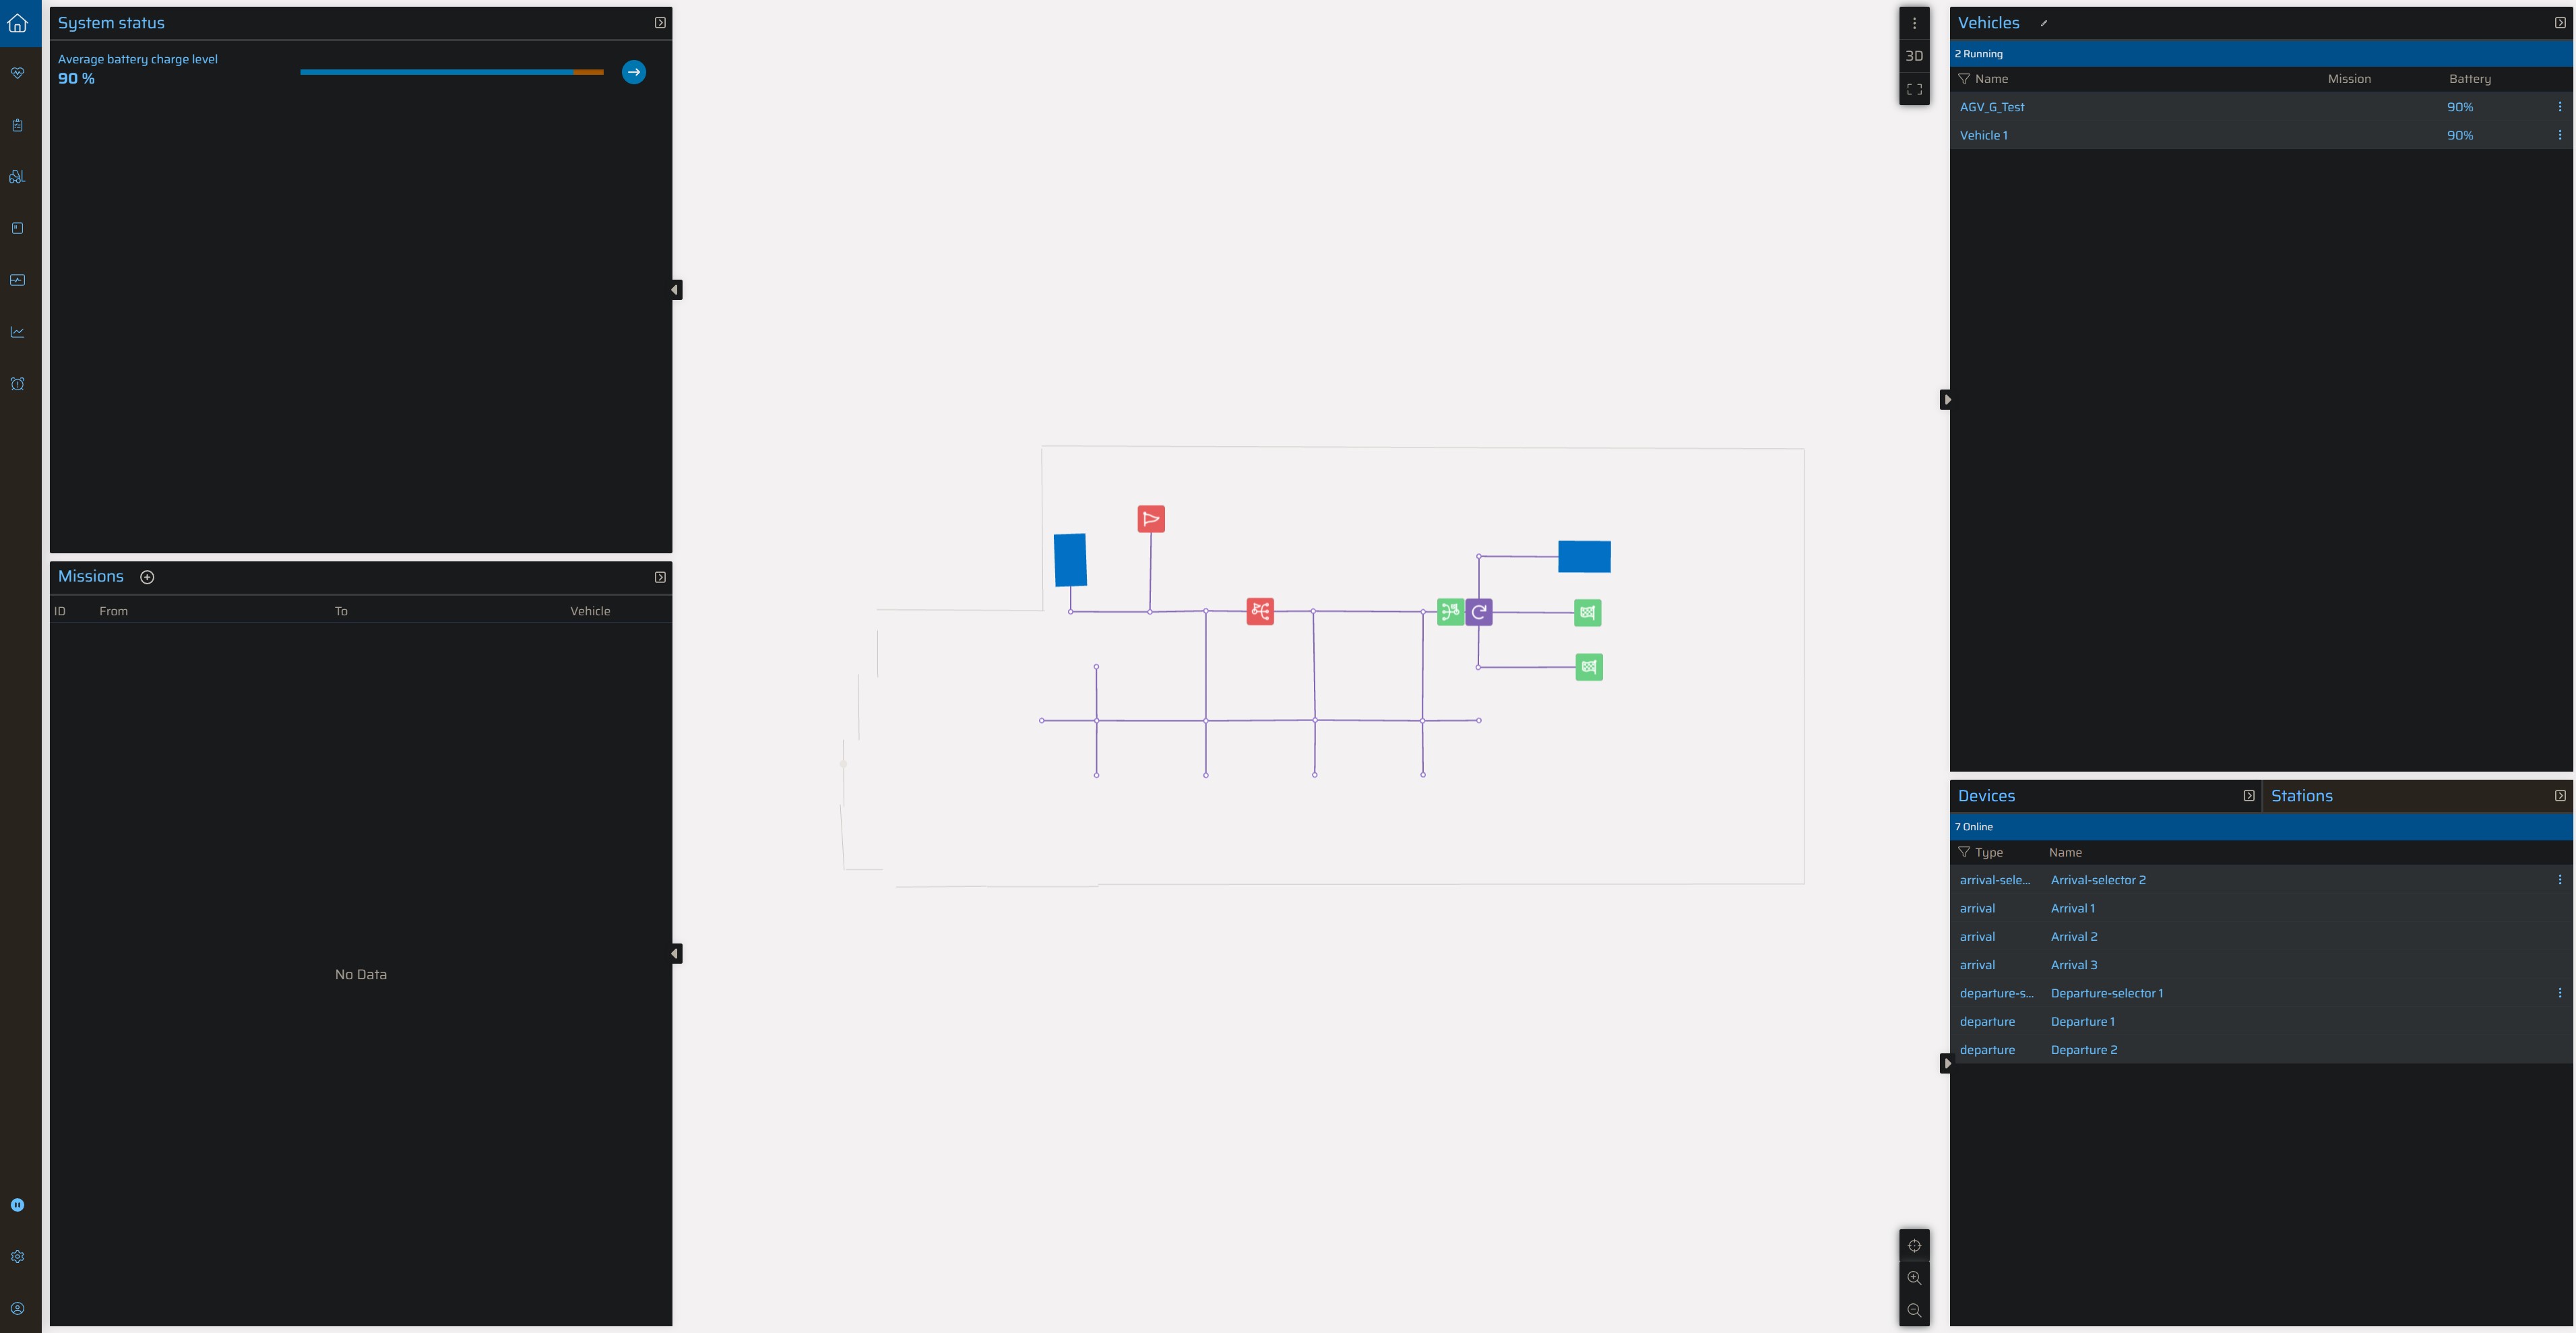 System status
Average battery charge level
90 %
Missions
ID From To Vehicle
No Data
3D
Vehicles
2 Running
Name Mission Battery
AGV_G_Test 90%
Vehicle 1 90%
Devices Stations
7 Online
Type Name
arrival-sele... Arrival-selector 2
arrival Arrival 1
arrival Arrival 2
arrival Arrival 3
departure-s... Departure-selector 1
departure Departure 1
departure Departure 2